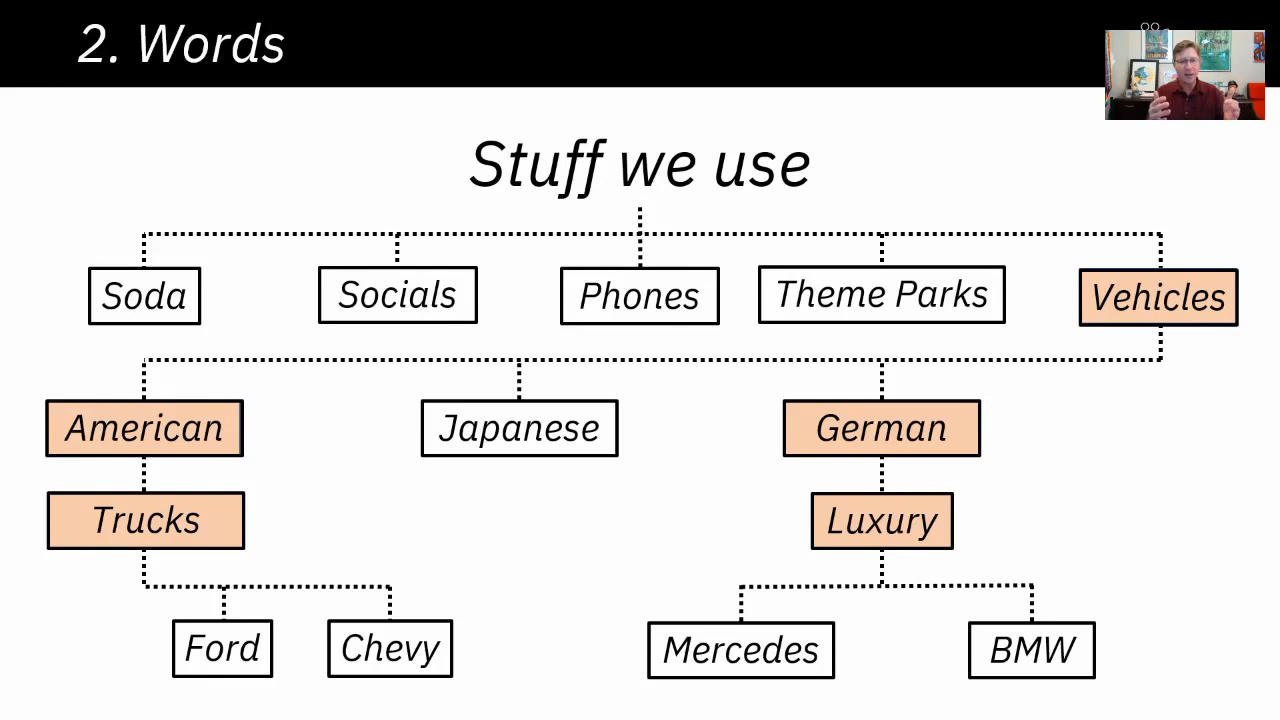 2. Words
Stuff we use
Soda
Socials
Phones
Theme Parks
Vehicles
American
Japanese
German
Trucks
Luxury
Ford
Chevy
Mercedes
BMW